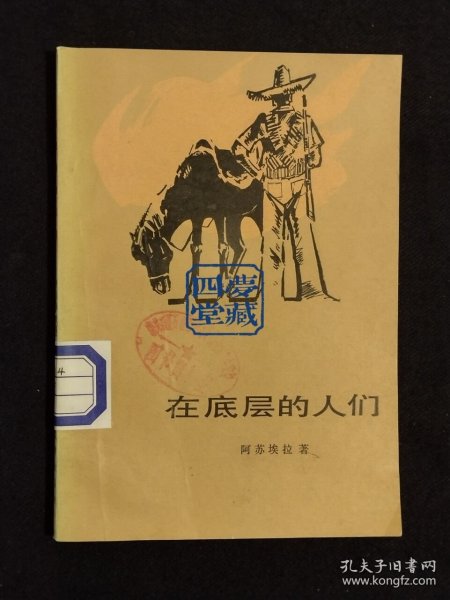 四夢
堂藏
4
在底层的人们
阿苏埃拉 著
孔夫子旧书网
www.kongfz.com